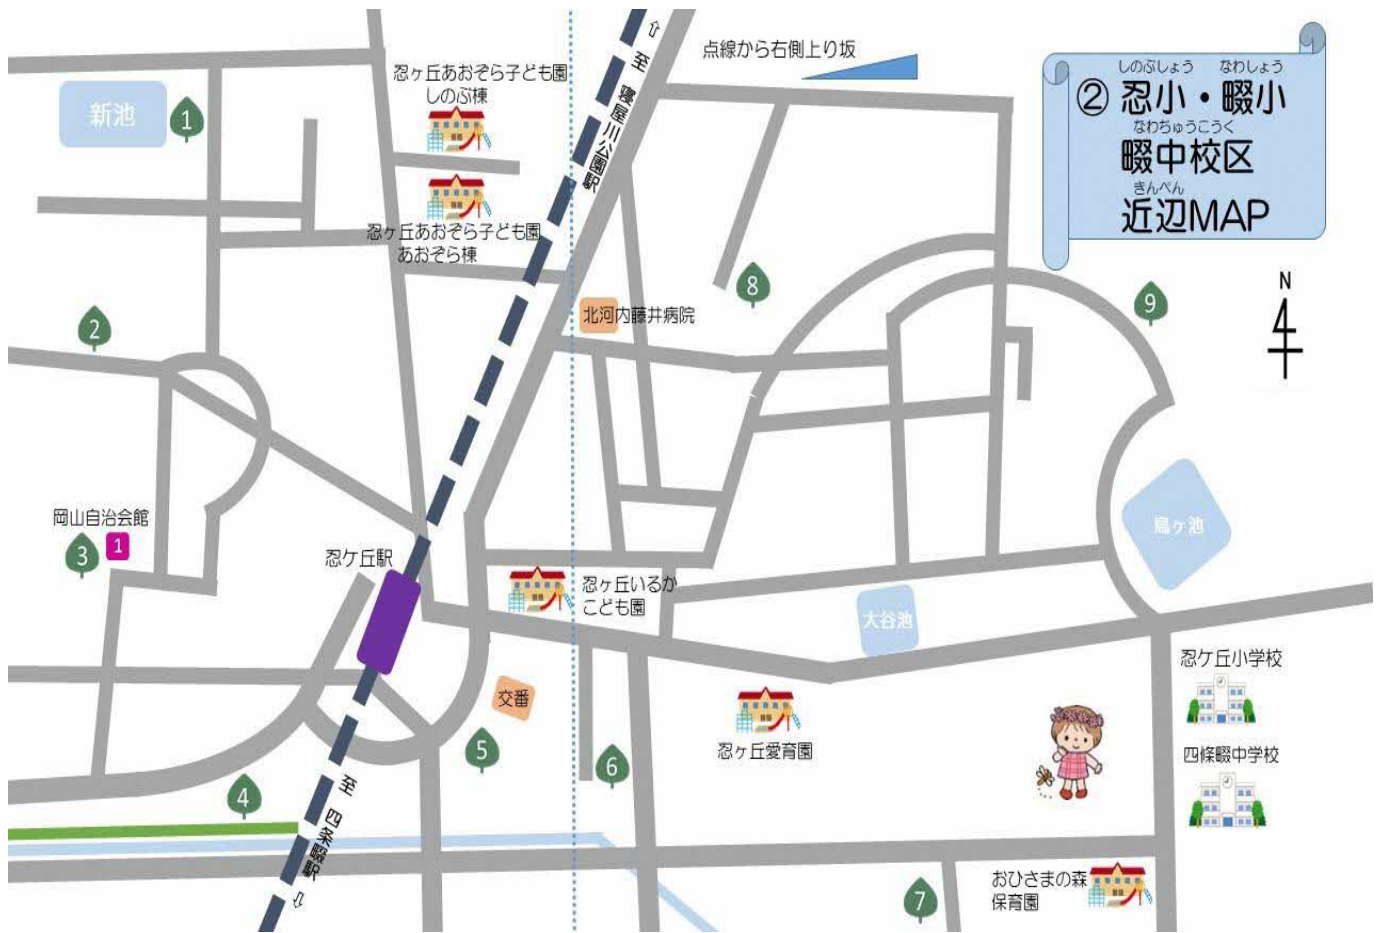 点線から右側上り坂
しのぶしょう なわしょう
② 忍小・畷小
なわちゅうこうく
畷中校区
きんぺん
近辺MAP
忍ヶ丘あおぞら子ども園
しのぶ棟
⇦ 至 寝屋川公園駅
新池
1
忍ヶ丘あおぞら子ども園
あおぞら棟
N
8
9
2
北河内藤井病院
岡山自治会館
3
1
忍ケ丘駅
忍ヶ丘いるか
こども園
大谷池
鳥ヶ池
忍ケ丘小学校
交番
5
6
忍ヶ丘愛育園
四條畷中学校
4
至 四条畷駅 ⇨
7
おひさまの森
保育園